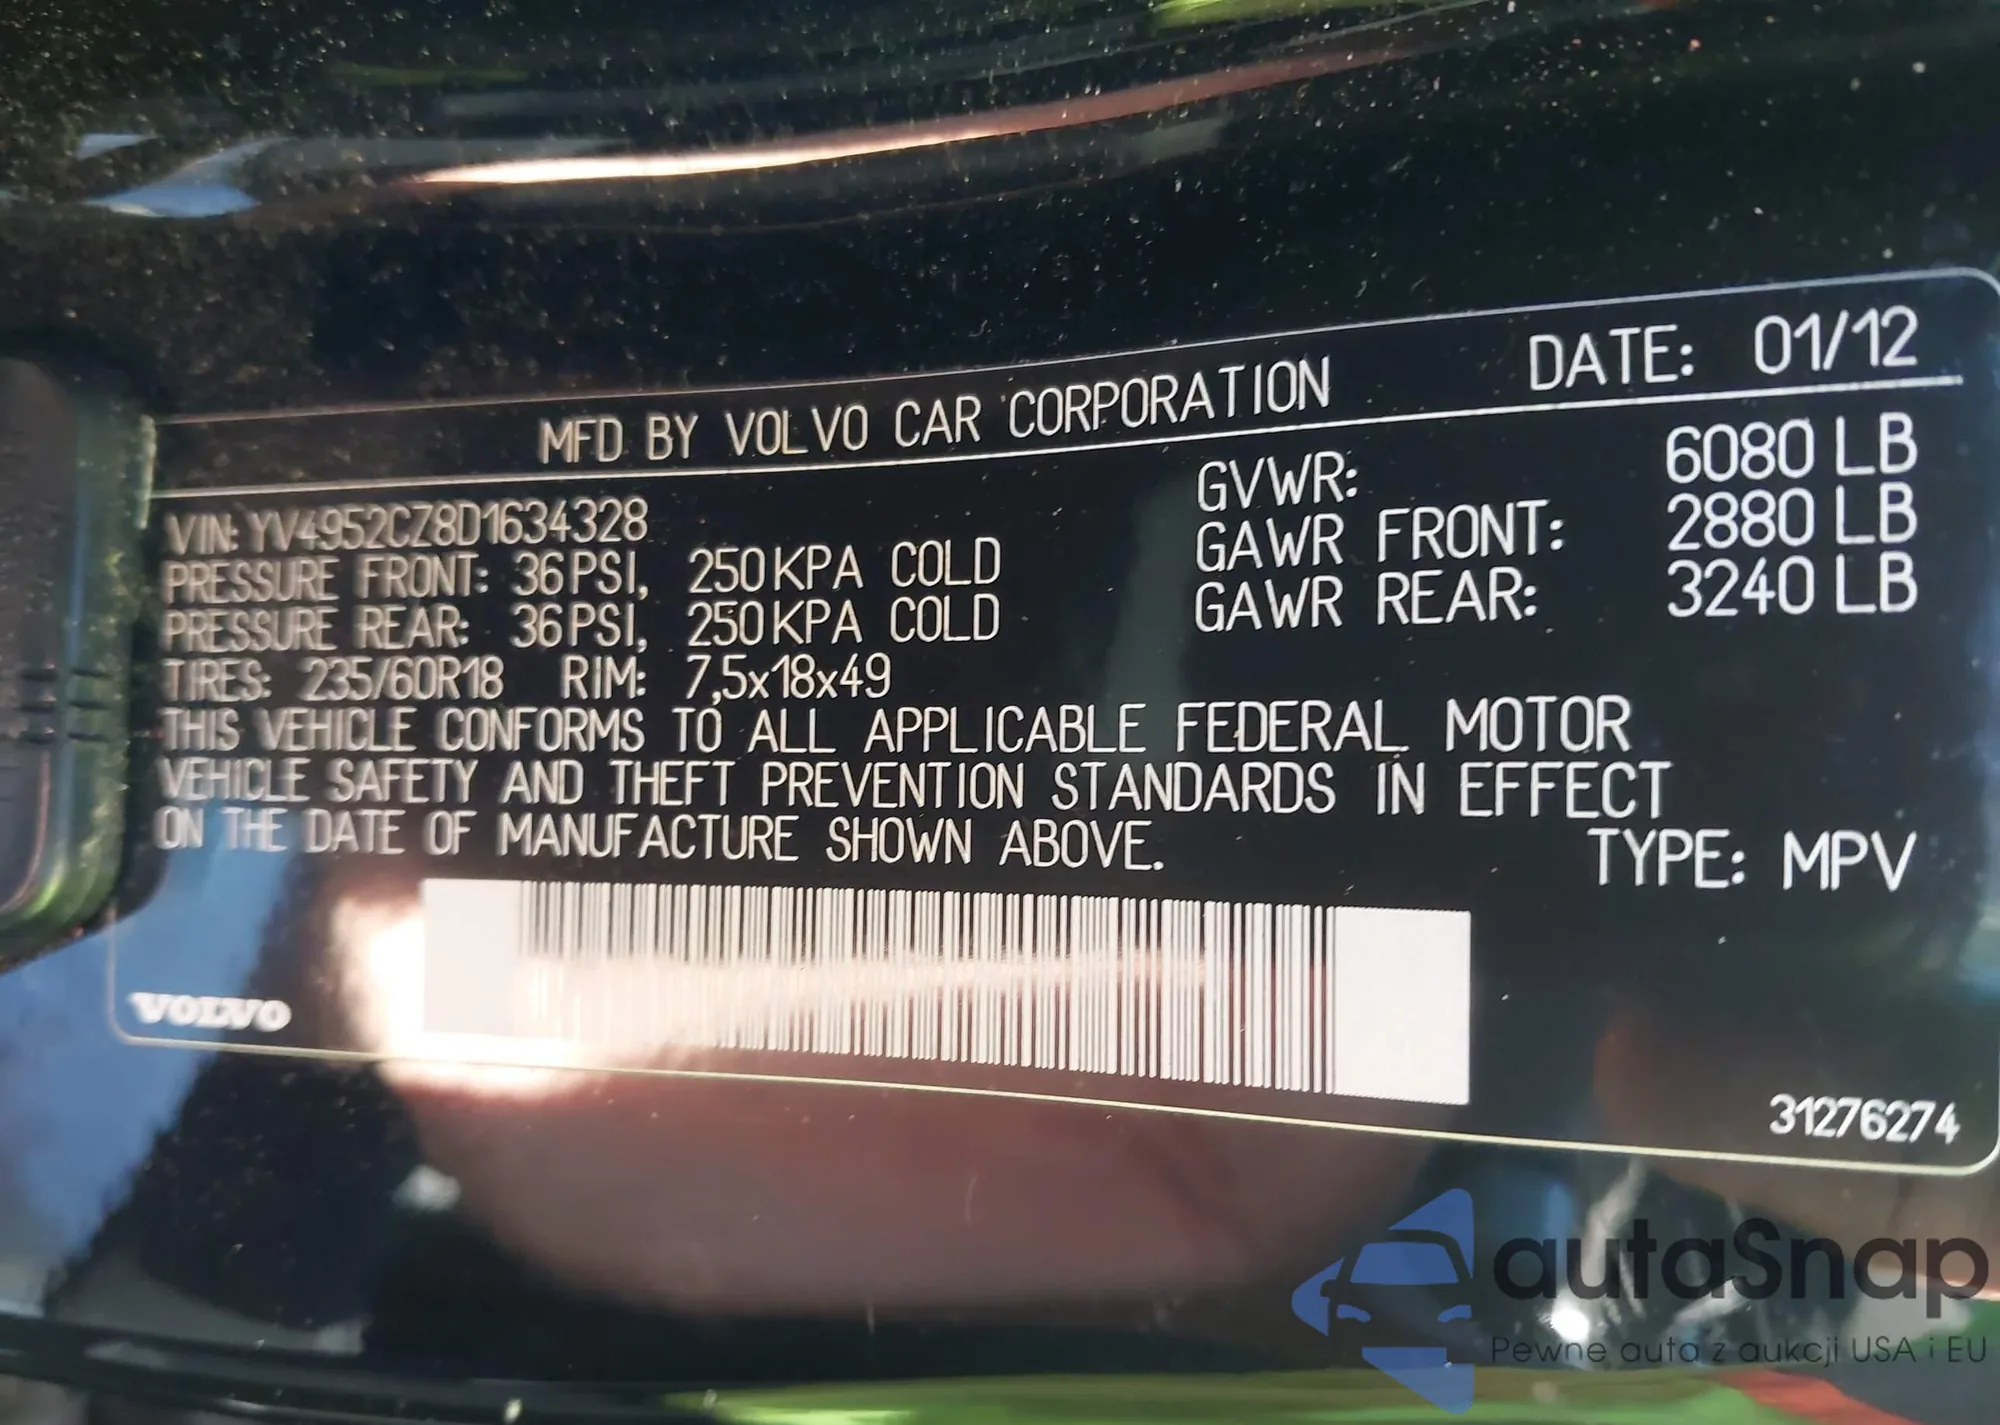 MFD BY VOLVO CAR CORPORATION DATE: 01/12
VIN: YV4952CZ8D1634328
PRESSURE FRONT: 36 PSI, 250 KPA COLD
PRESSURE REAR: 36 PSI, 250 KPA COLD
TIRES: 235/60R18 RIM: 7,5x18x49
GVWR: 6080 LB
GAWR FRONT: 2880 LB
GAWR REAR: 3240 LB
THIS VEHICLE CONFORMS TO ALL APPLICABLE FEDERAL MOTOR
VEHICLE SAFETY AND THEFT PREVENTION STANDARDS IN EFFECT
ON THE DATE OF MANUFACTURE SHOWN ABOVE.
TYPE: MPV
VOLVO
31276274
autaSnap
Pewne auta z aukcji USA i EU